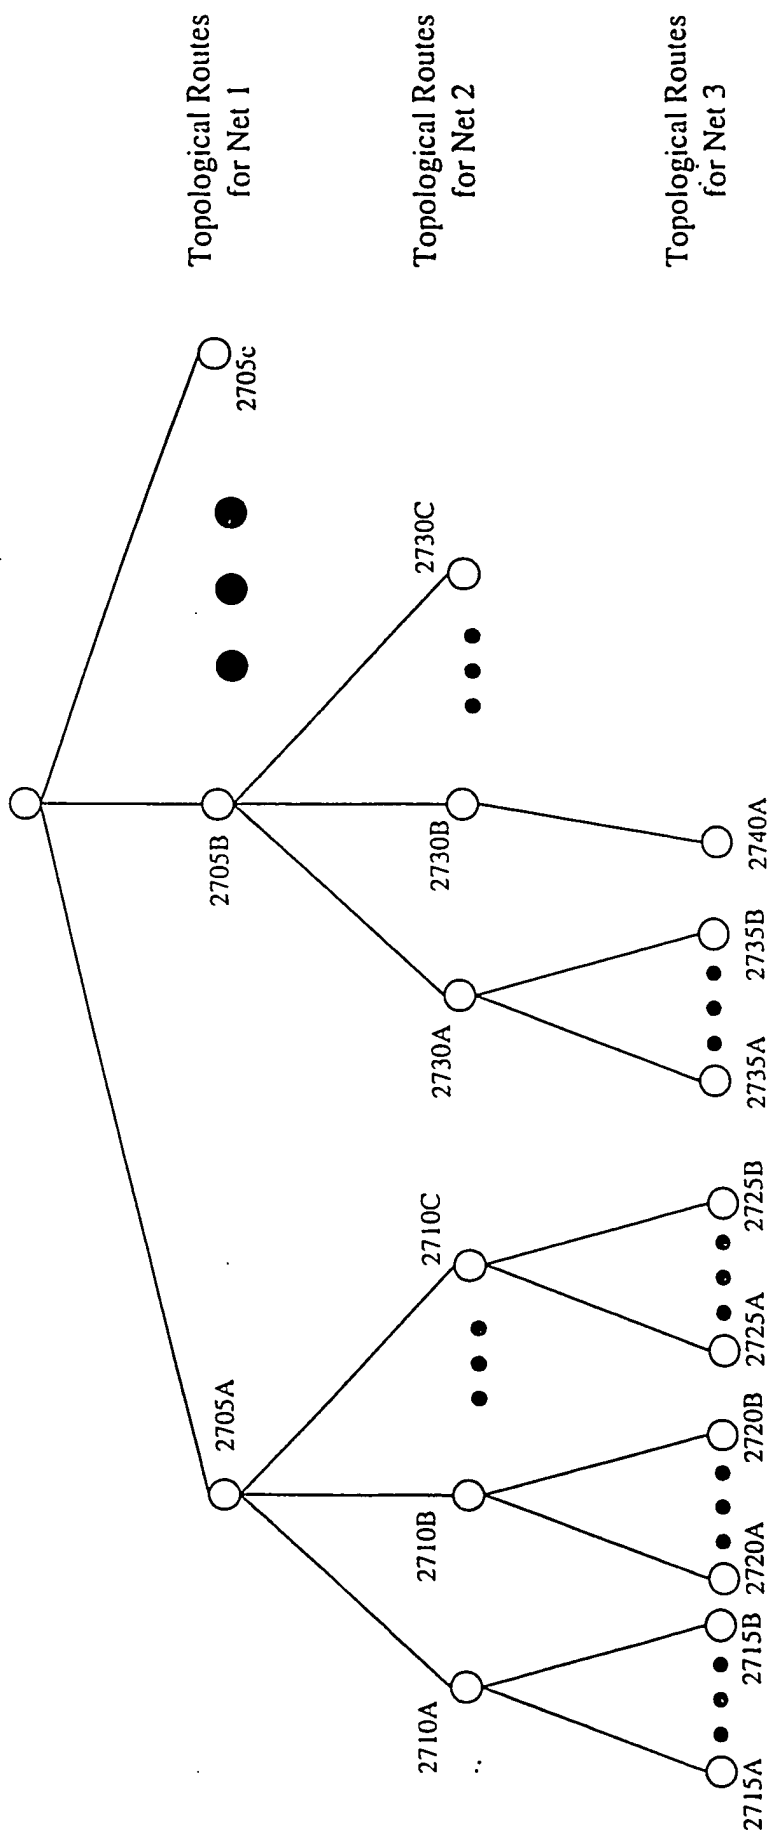 Topological Routes
for Net 1
2705A
2705B
2705c
Topological Routes
for Net 2
2710A
2710B
2710C
2730A
2730B
2730C
Topological Routes
for Net 3
2715A
2715B
2720A
2720B
2725A
2725B
2735A
2735B
2740A